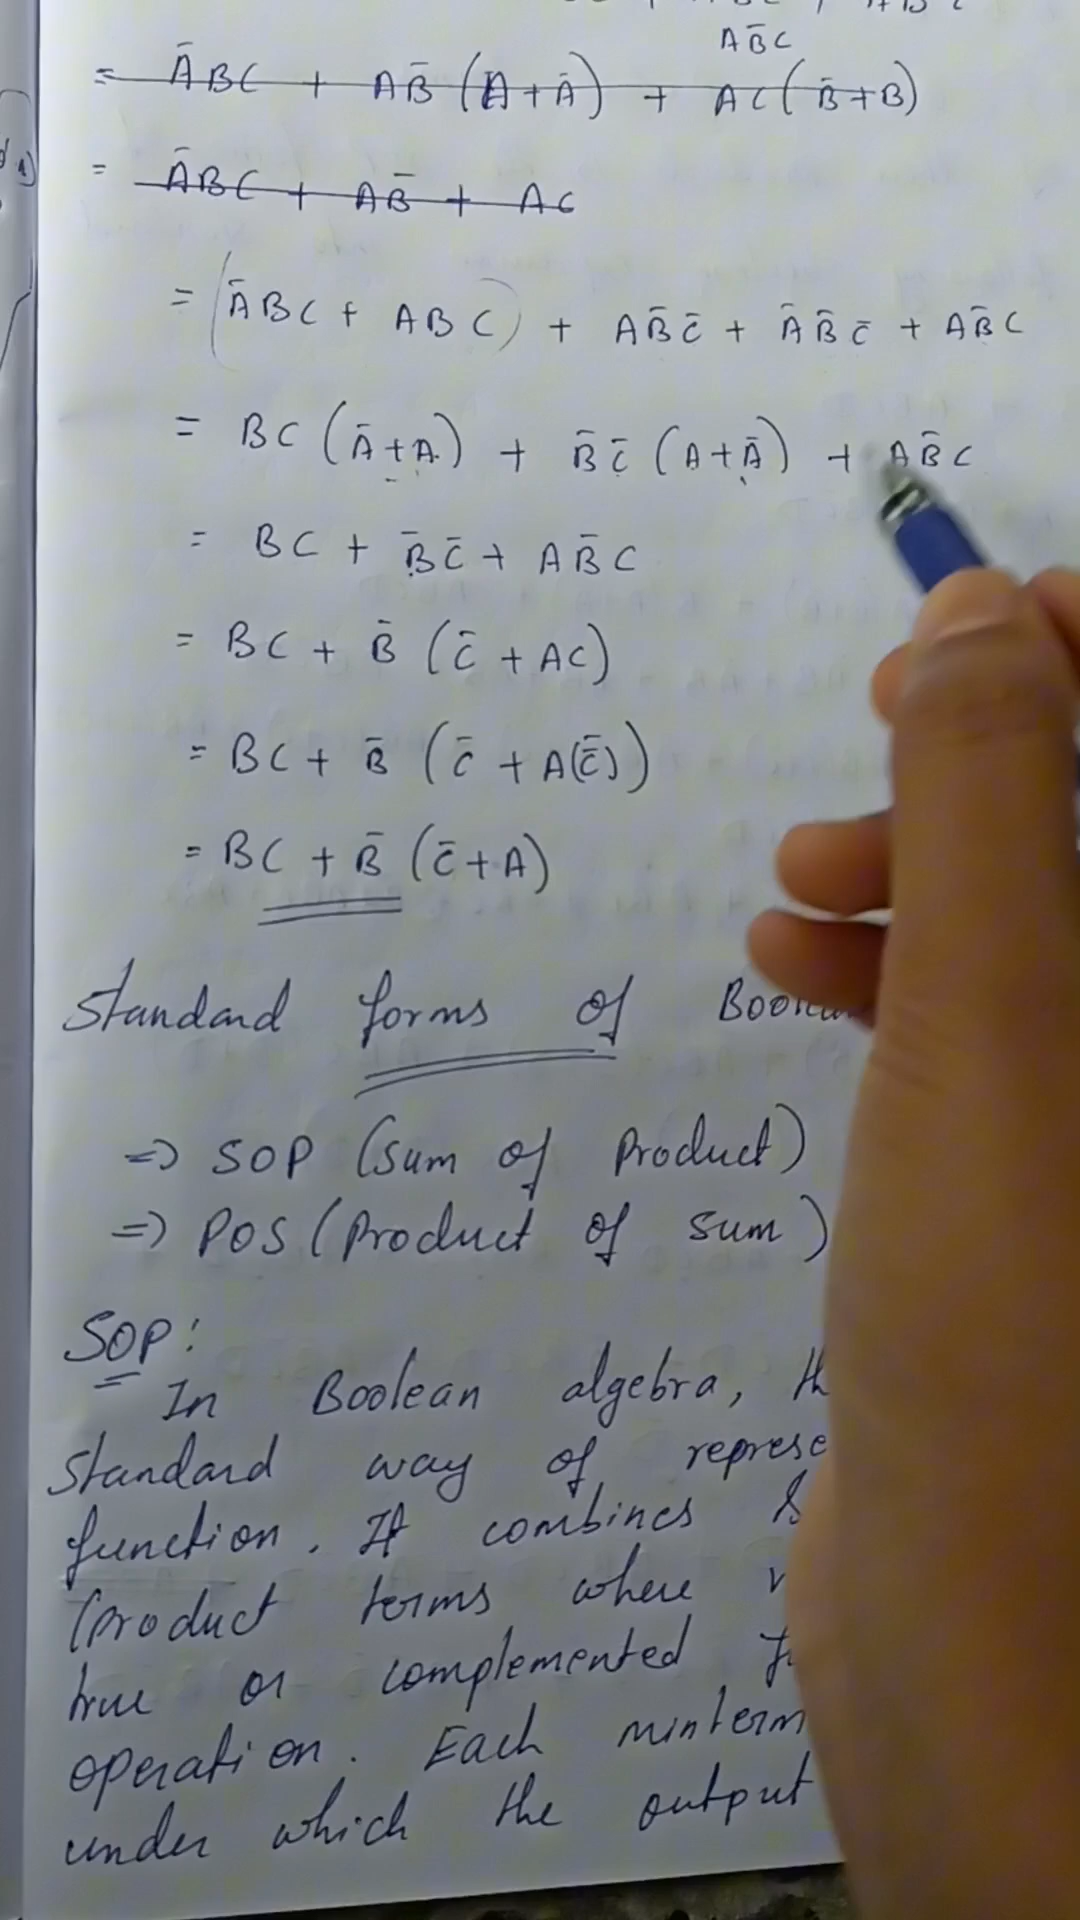 AB̄C
= ĀBC + AB̄ (A + Ā) + AC (B̄ + B)
= ĀBC + AB̄ + AC
= (ĀBC + ABC) + AB̄C̄ + ĀB̄C̄ + AB̄C
= BC (Ā + A) + B̄C̄ (A + Ā) + AB̄C
= BC + B̄C̄ + AB̄C
= BC + B̄ (C̄ + AC)
= BC + B̄ (C̄ + A(C̄))
= BC + B̄ (C̄ + A)
Standard forms of
=> SOP (Sum of Product)
=> POS (Product of sum)
SOP:
In Boolean algebra,
standard way of
function. It combines
(product terms where
true or complemented
operation. Each minterm
under which the output